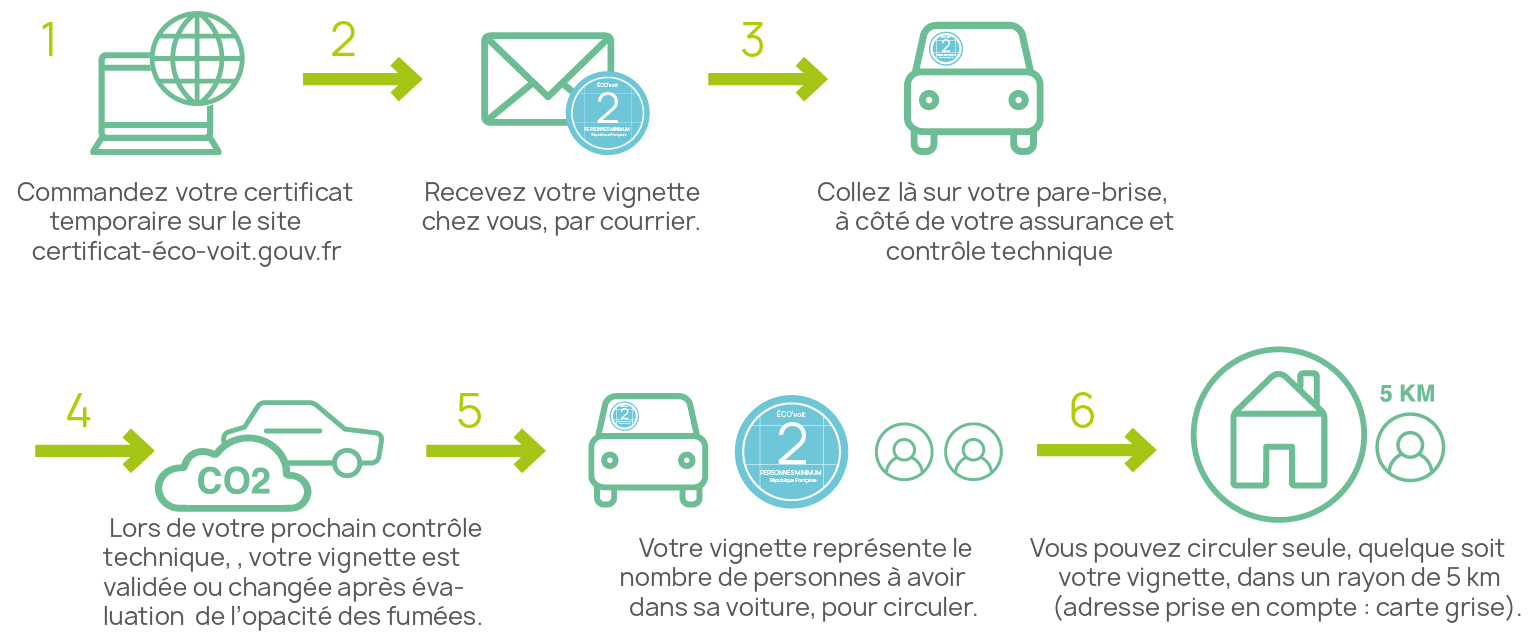 1
2
3
ÉCO'voit
2
PERSONNES MINIMUM
République Française
2
Commandez votre certificat
temporaire sur le site
certificat-éco-voit.gouv.fr
Recevez votre vignette
chez vous, par courrier.
Collez là sur votre pare-brise,
à côté de votre assurance et
contrôle technique
4
5
6
CO2
2
ÉCO'voit
2
PERSONNES MINIMUM
République Française
5 KM
Lors de votre prochain contrôle
technique, , votre vignette est
validée ou changée après éva-
luation de l'opacité des fumées.
Votre vignette représente le
nombre de personnes à avoir
dans sa voiture, pour circuler.
Vous pouvez circuler seule, quelque soit
votre vignette, dans un rayon de 5 km
(adresse prise en compte : carte grise).